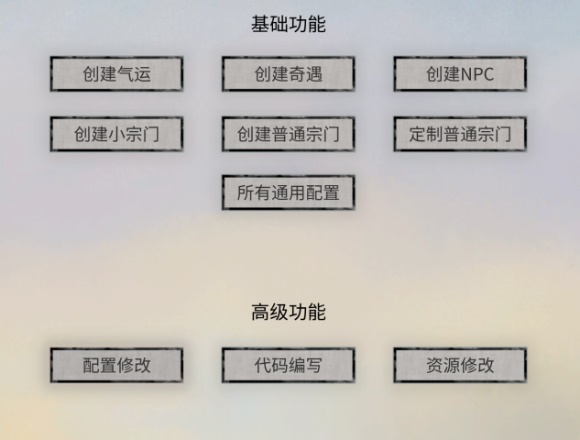 基础功能
创建气运 创建奇遇 创建NPC
创建小宗门 创建普通宗门 定制普通宗门
所有通用配置
高级功能
配置修改 代码编写 资源修改